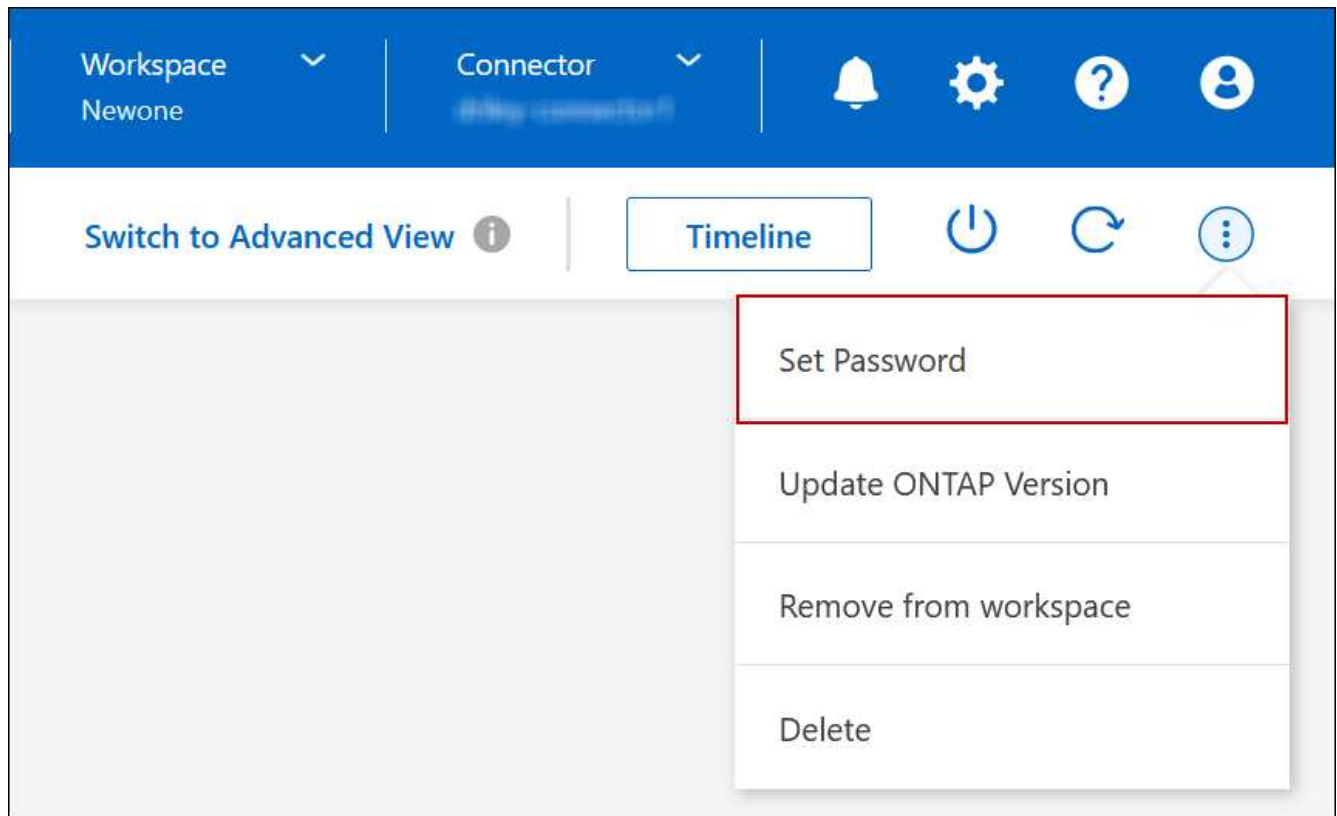 Workspace
Connector
Newone
Switch to Advanced View
Timeline
Set Password
Update ONTAP Version
Remove from workspace
Delete